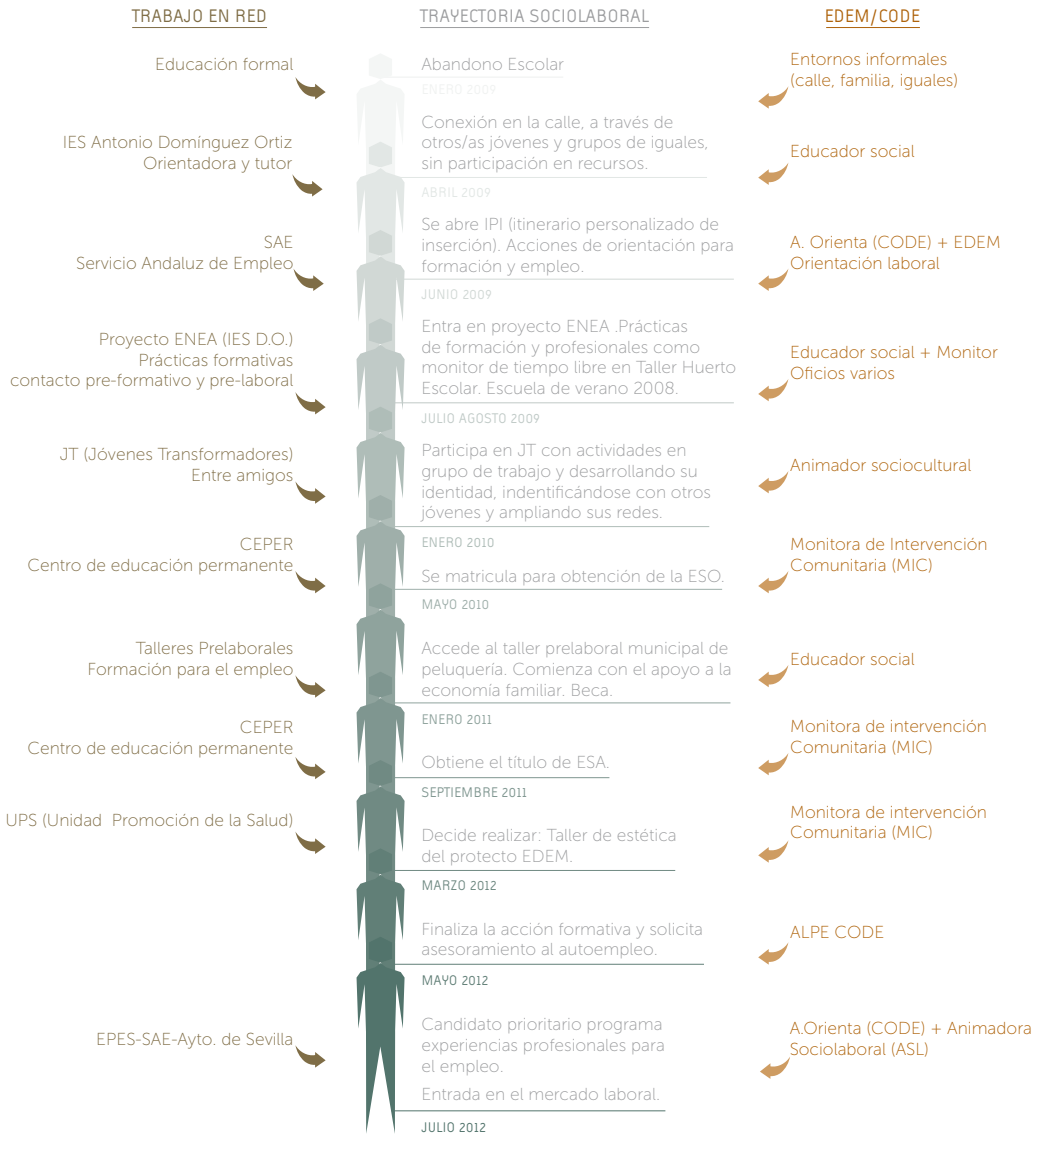 TRABAJO EN RED
TRAYECTORIA SOCIOLABORAL
EDEM/CODE
Educación formal
Abandono Escolar
ENERO 2009
Entornos informales
(calle, familia, iguales)
IES Antonio Domínguez Ortiz
Orientadora y tutor
Conexión en la calle, a través de
otros/as jóvenes y grupos de iguales,
sin participación en recursos.
ABRIL 2009
Educador social
SAE
Servicio Andaluz de Empleo
Se abre IPI (itinerario personalizado de
inserción). Acciones de orientación para
formación y empleo.
JUNIO 2009
A. Orienta (CODE) + EDEM
Orientación laboral
Proyecto ENEA (IES D.O.)
Prácticas formativas
contacto pre-formativo y pre-laboral
Entra en proyecto ENEA .Prácticas
de formación y profesionales como
monitor de tiempo libre en Taller Huerto
Escolar. Escuela de verano 2008.
JULIO AGOSTO 2009
Educador social + Monitor
Oficios varios
JT (Jóvenes Transformadores)
Entre amigos
Participa en JT con actividades en
grupo de trabajo y desarrollando su
identidad, indentificándose con otros
jóvenes y ampliando sus redes.
ENERO 2010
Animador sociocultural
CEPER
Centro de educación permanente
Se matricula para obtención de la ESO.
MAYO 2010
Monitora de Intervención
Comunitaria (MIC)
Talleres Prelaborales
Formación para el empleo
Accede al taller prelaboral municipal de
peluquería. Comienza con el apoyo a la
economía familiar. Beca.
ENERO 2011
Educador social
CEPER
Centro de educación permanente
Obtiene el título de ESA.
SEPTIEMBRE 2011
Monitora de intervención
Comunitaria (MIC)
UPS (Unidad Promoción de la Salud)
Decide realizar: Taller de estética
del protecto EDEM.
MARZO 2012
Monitora de intervención
Comunitaria (MIC)
Finaliza la acción formativa y solicita
asesoramiento al autoempleo.
MAYO 2012
ALPE CODE
EPES-SAE-Ayto. de Sevilla
Candidato prioritario programa
experiencias profesionales para
el empleo.
Entrada en el mercado laboral.
JULIO 2012
A.Orienta (CODE) + Animadora
Sociolaboral (ASL)